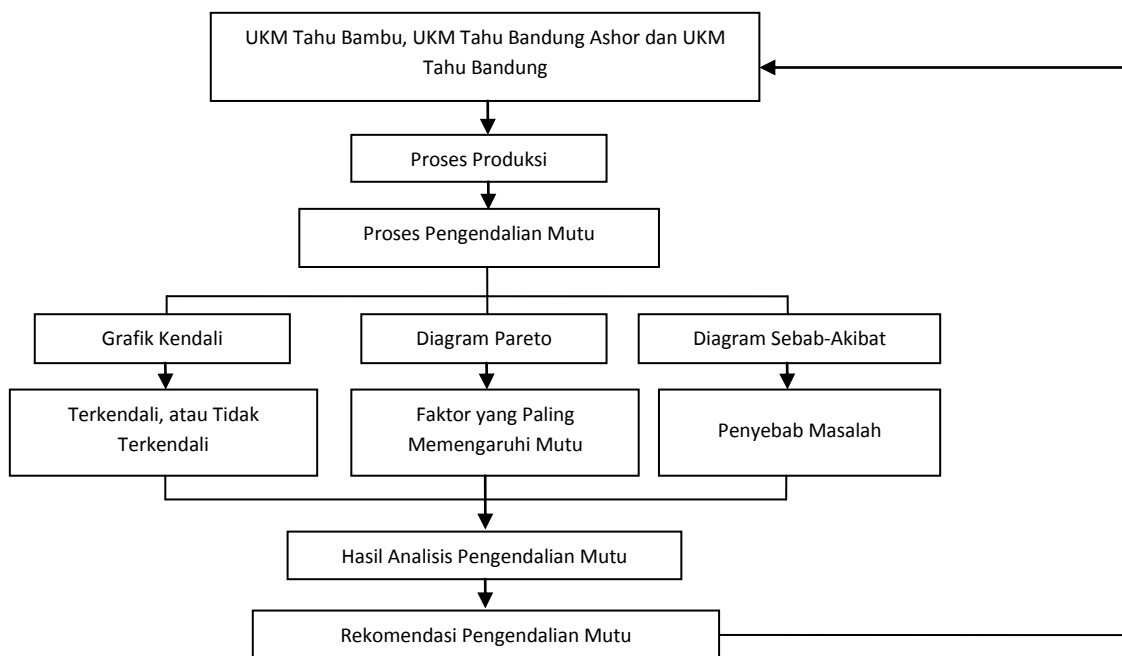 UKM Tahu Bambu, UKM Tahu Bandung Ashor dan UKM
Tahu Bandung
Proses Produksi
Proses Pengendalian Mutu
Grafik Kendali
Diagram Pareto
Diagram Sebab-Akibat
Terkendali, atau Tidak
Terkendali
Faktor yang Paling
Memengaruhi Mutu
Penyebab Masalah
Hasil Analisis Pengendalian Mutu
Rekomendasi Pengendalian Mutu